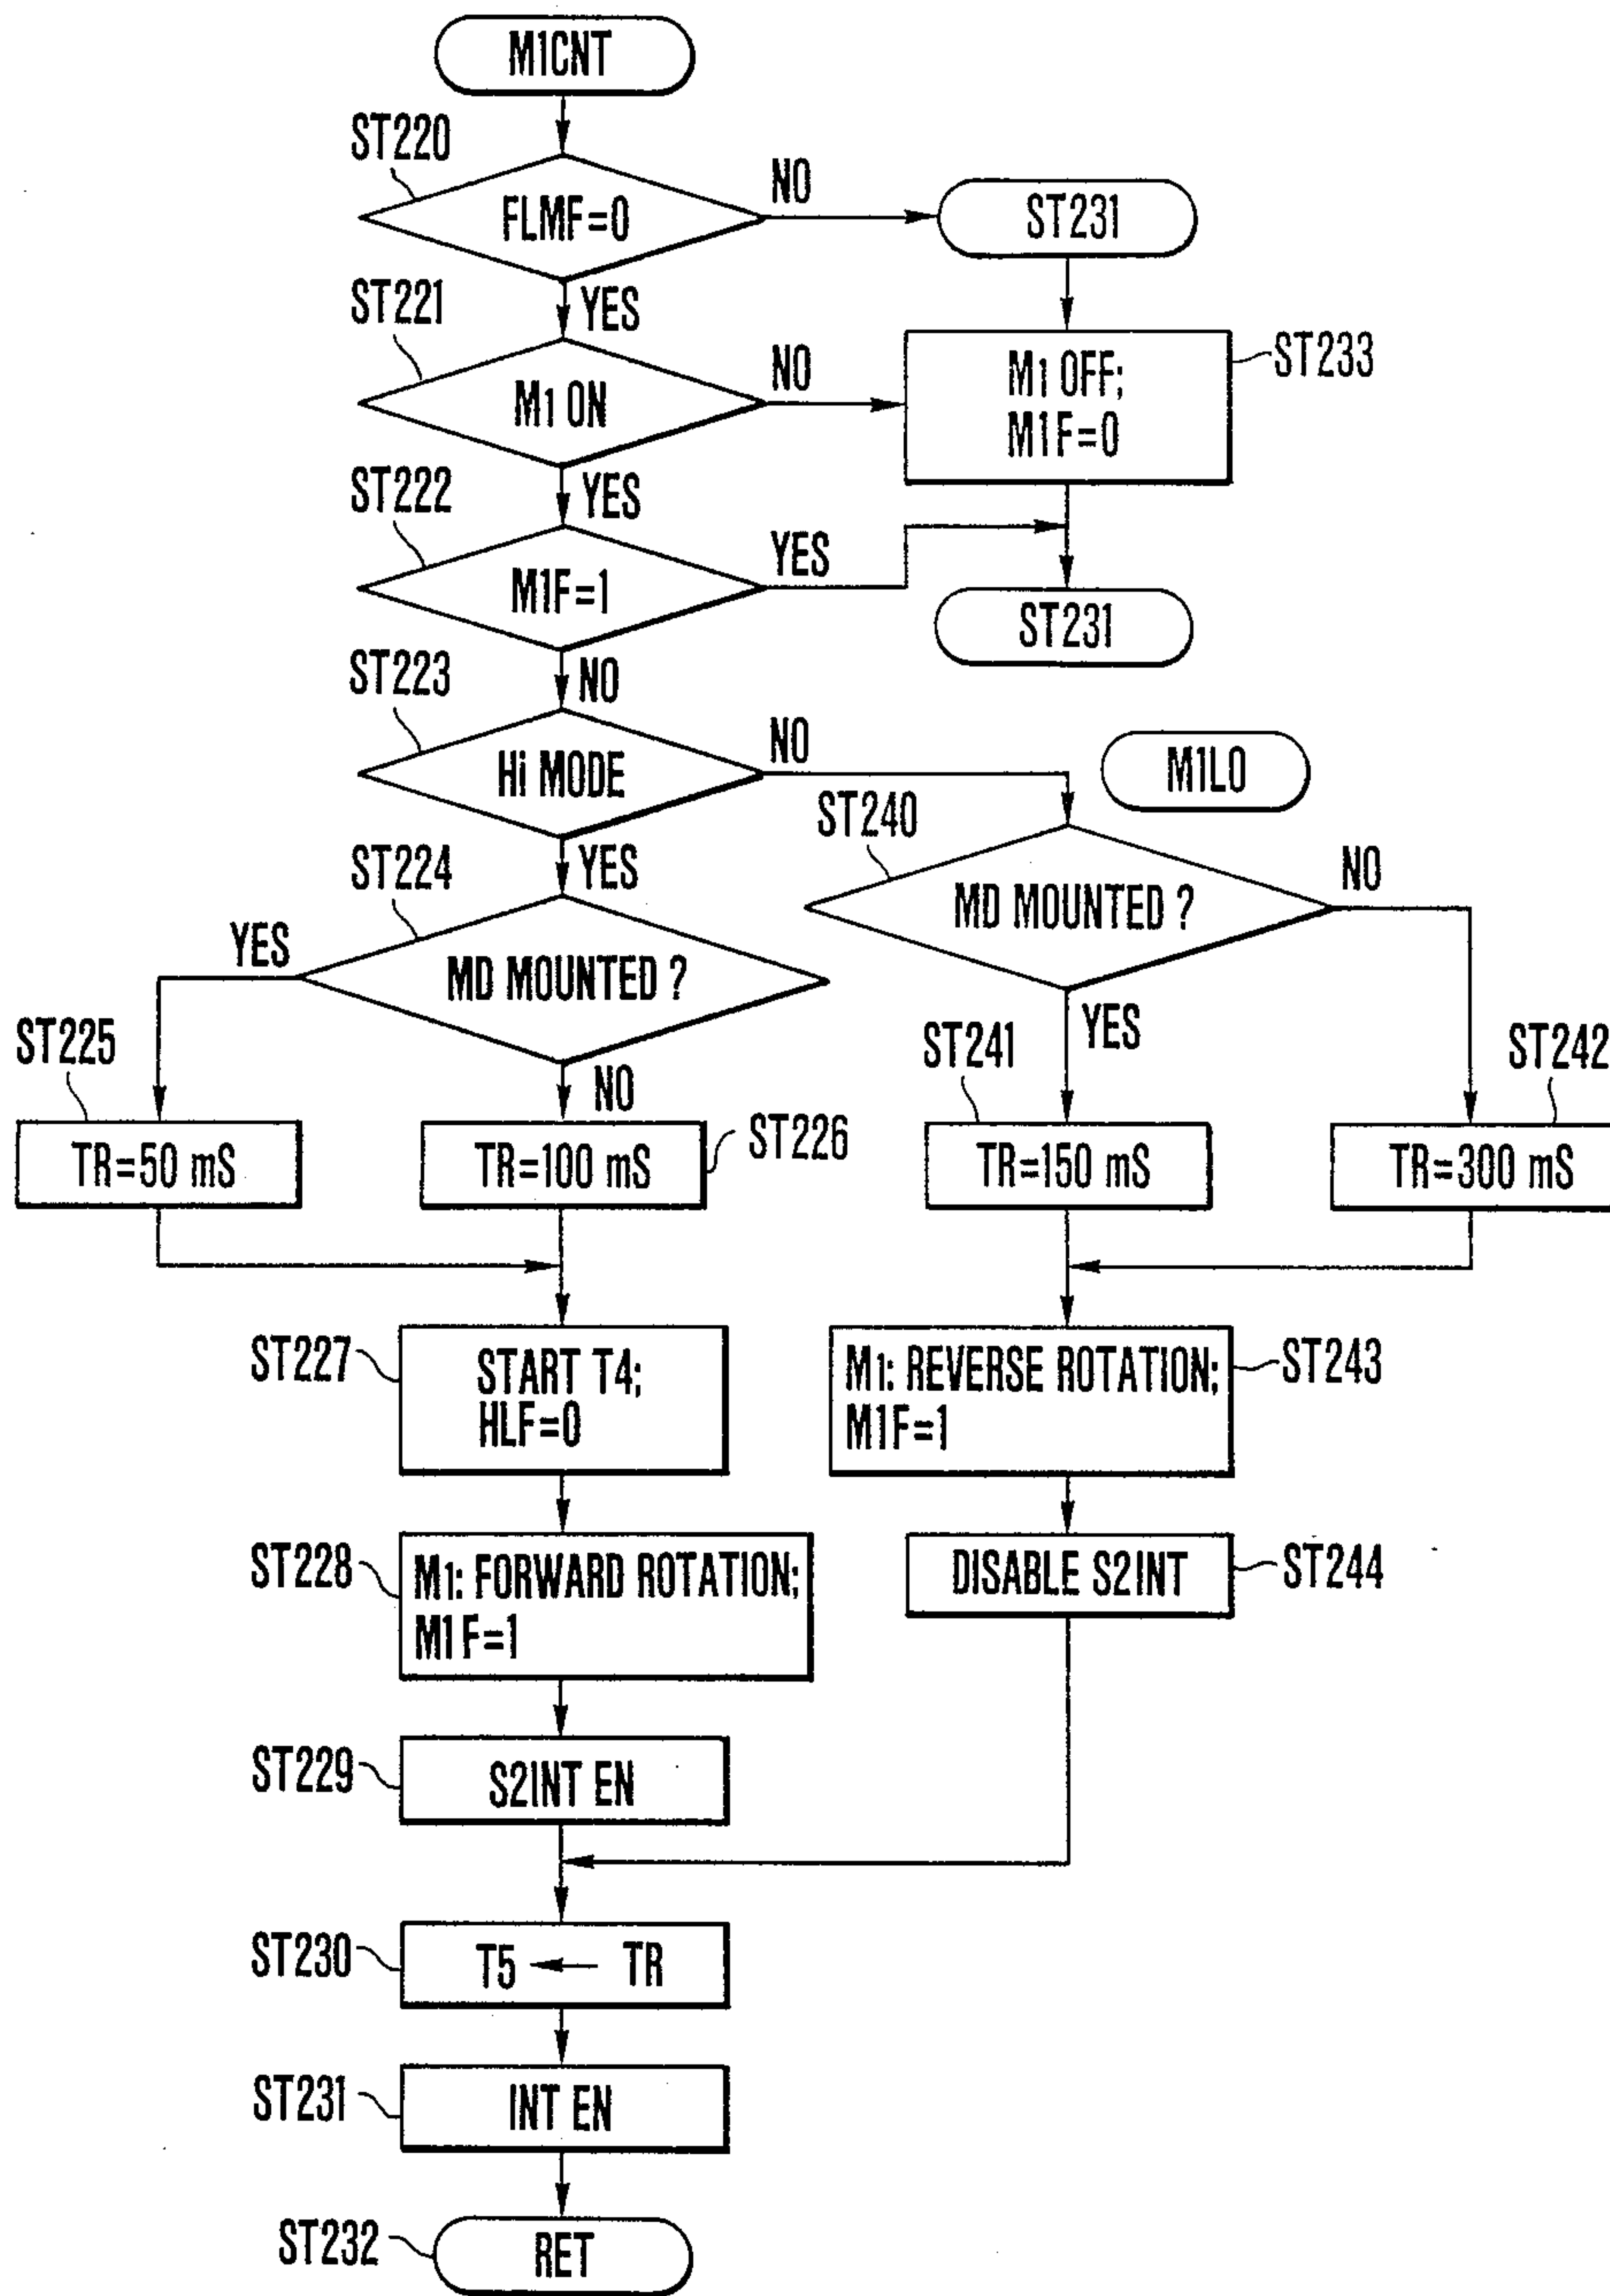 M1CNT
ST220
FLMF=0
NO
ST231
YES
ST221
M1 ON
NO
M1 OFF;
M1F=0
ST233
YES
ST222
M1F=1
YES
ST231
NO
ST223
Hi MODE
NO
M1LO
YES
ST224
MD MOUNTED ?
YES
NO
ST240
MD MOUNTED ?
NO
YES
ST225
TR=50 mS
TR=100 mS
ST226
ST241
TR=150 mS
ST242
TR=300 mS
ST227
START T4;
HLF=0
M1: REVERSE ROTATION;
M1F=1
ST243
ST228
M1: FORWARD ROTATION;
M1F=1
DISABLE S2INT
ST244
ST229
S2INT EN
ST230
T5 ← TR
ST231
INT EN
ST232
RET